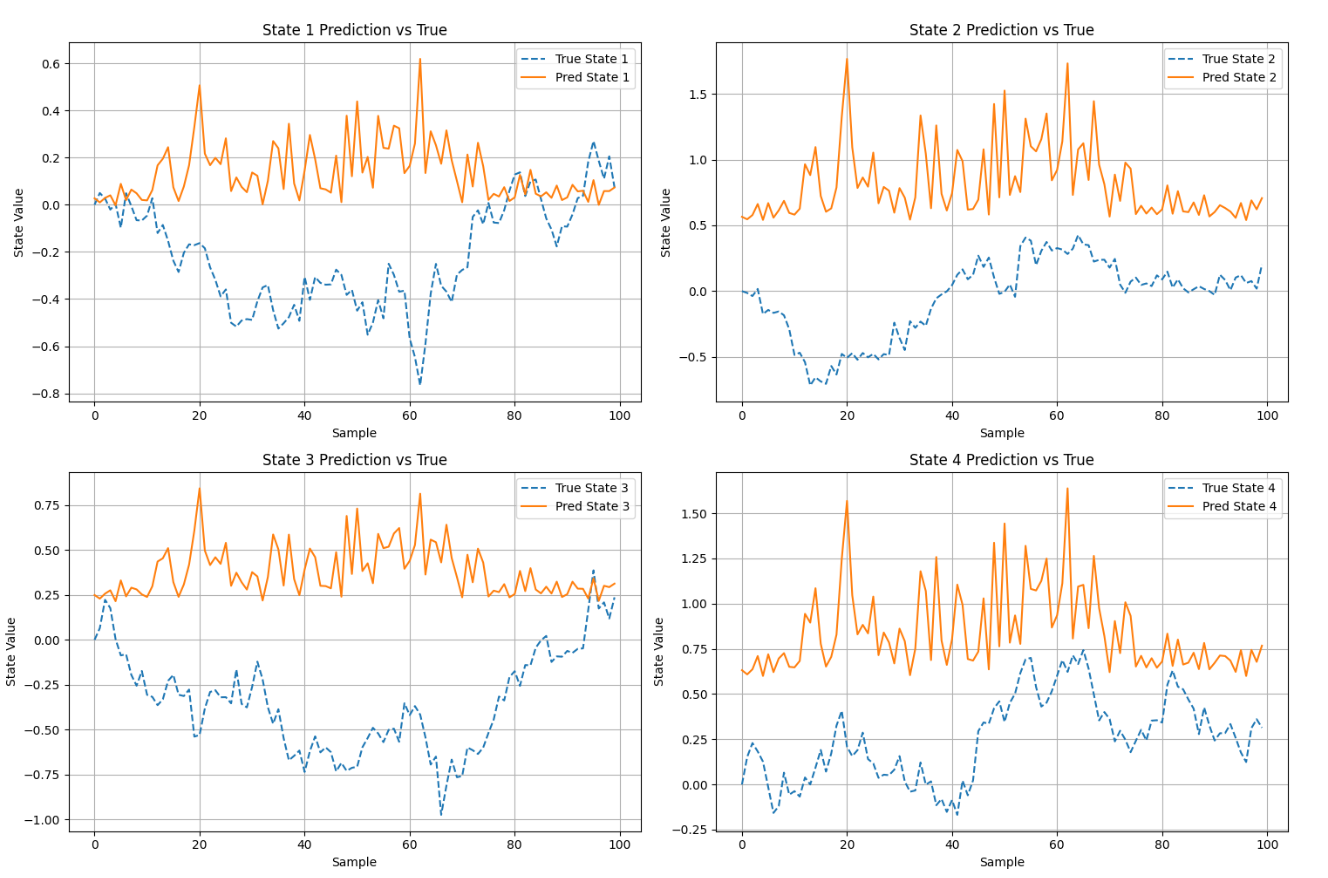 State 1 Prediction vs True
True State 1
Pred State 1
0.6
0.4
0.2
0.0
−0.2
−0.4
−0.6
−0.8
State Value
0 20 40 60 80 100
Sample
State 2 Prediction vs True
True State 2
Pred State 2
1.5
1.0
0.5
0.0
−0.5
State Value
0 20 40 60 80 100
Sample
State 3 Prediction vs True
True State 3
Pred State 3
0.75
0.50
0.25
0.00
−0.25
−0.50
−0.75
−1.00
State Value
0 20 40 60 80 100
Sample
State 4 Prediction vs True
True State 4
Pred State 4
1.50
1.25
1.00
0.75
0.50
0.25
0.00
−0.25
State Value
0 20 40 60 80 100
Sample